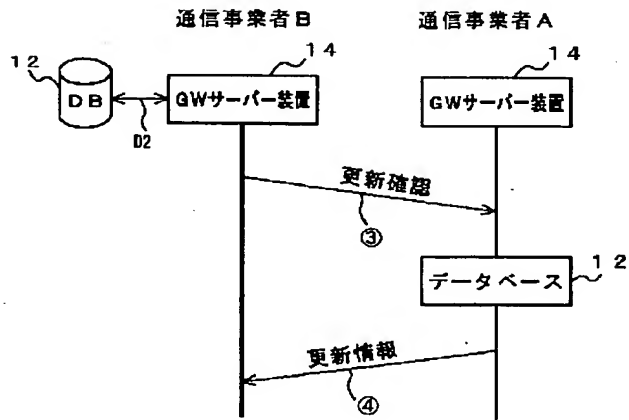 通信事業者B
通信事業者A
12
14
14
DB
GWサーバー装置
GWサーバー装置
D2
更新確認
③
データベース
12
更新情報
④